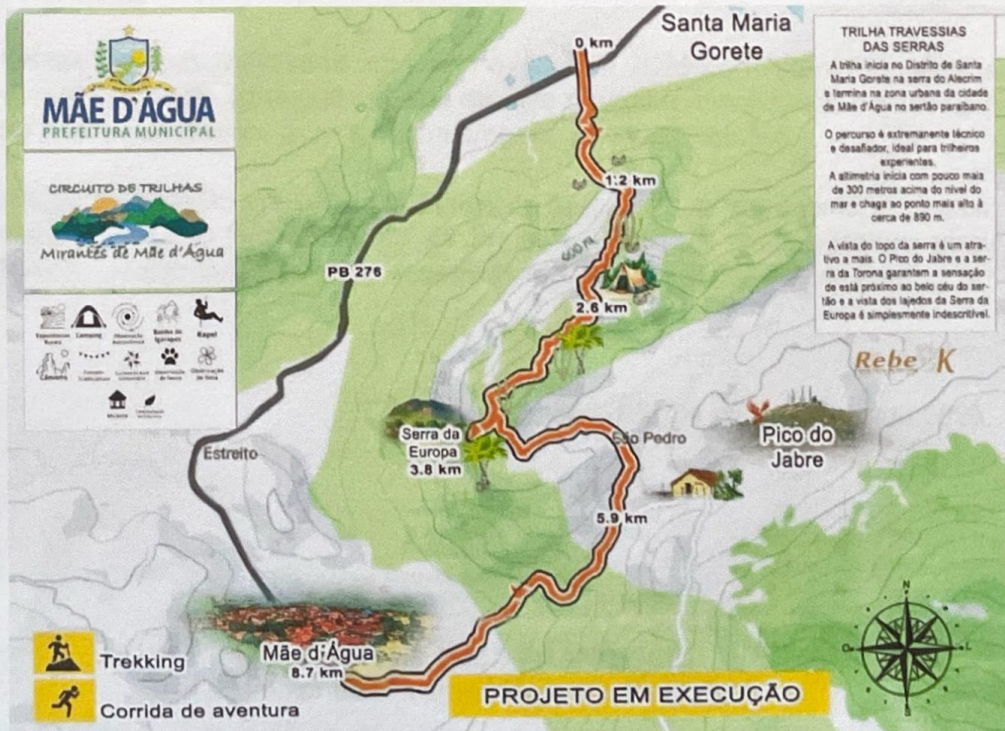 MÃE D'ÁGUA
PREFEITURA MUNICIPAL
CIRCUITO DE TRILHAS
Mirantes de Mãe d'Água
Camping
Rapel
Santa Maria
Gorete
0 km
1.2 km
600 m
2.6 km
PB 276
Serra da
Europa
3.8 km
Estreito
São Pedro
Pico do
Jabre
5.9 km
Mãe d'Água
8.7 km
TRILHA TRAVESSIAS
DAS SERRAS
A trilha inicia no Distrito de Santa
Maria Gorete na serra do Alecrim
e termina na zona urbana da cidade
de Mãe d'Água no sertão paraibano.
O percurso é extremanente técnico
e desafiador, ideal para trilheiros
experientes.
A altimetria inicia com pouco mais
de 300 metros acima do nível do
mar e chaga ao ponto mais alto à
cerca de 890 m.
A vista do topo da serra é um atra-
tivo a mais. O Pico do Jabre e a ser-
ra da Torona garantem a sensação
de está próximo ao belo céu do ser-
tão e a vista dos lajedos da Serra da
Europa é simplesmente indescritível.
Rebe K
Trekking
Corrida de aventura
PROJETO EM EXECUÇÃO
N
O
L
S